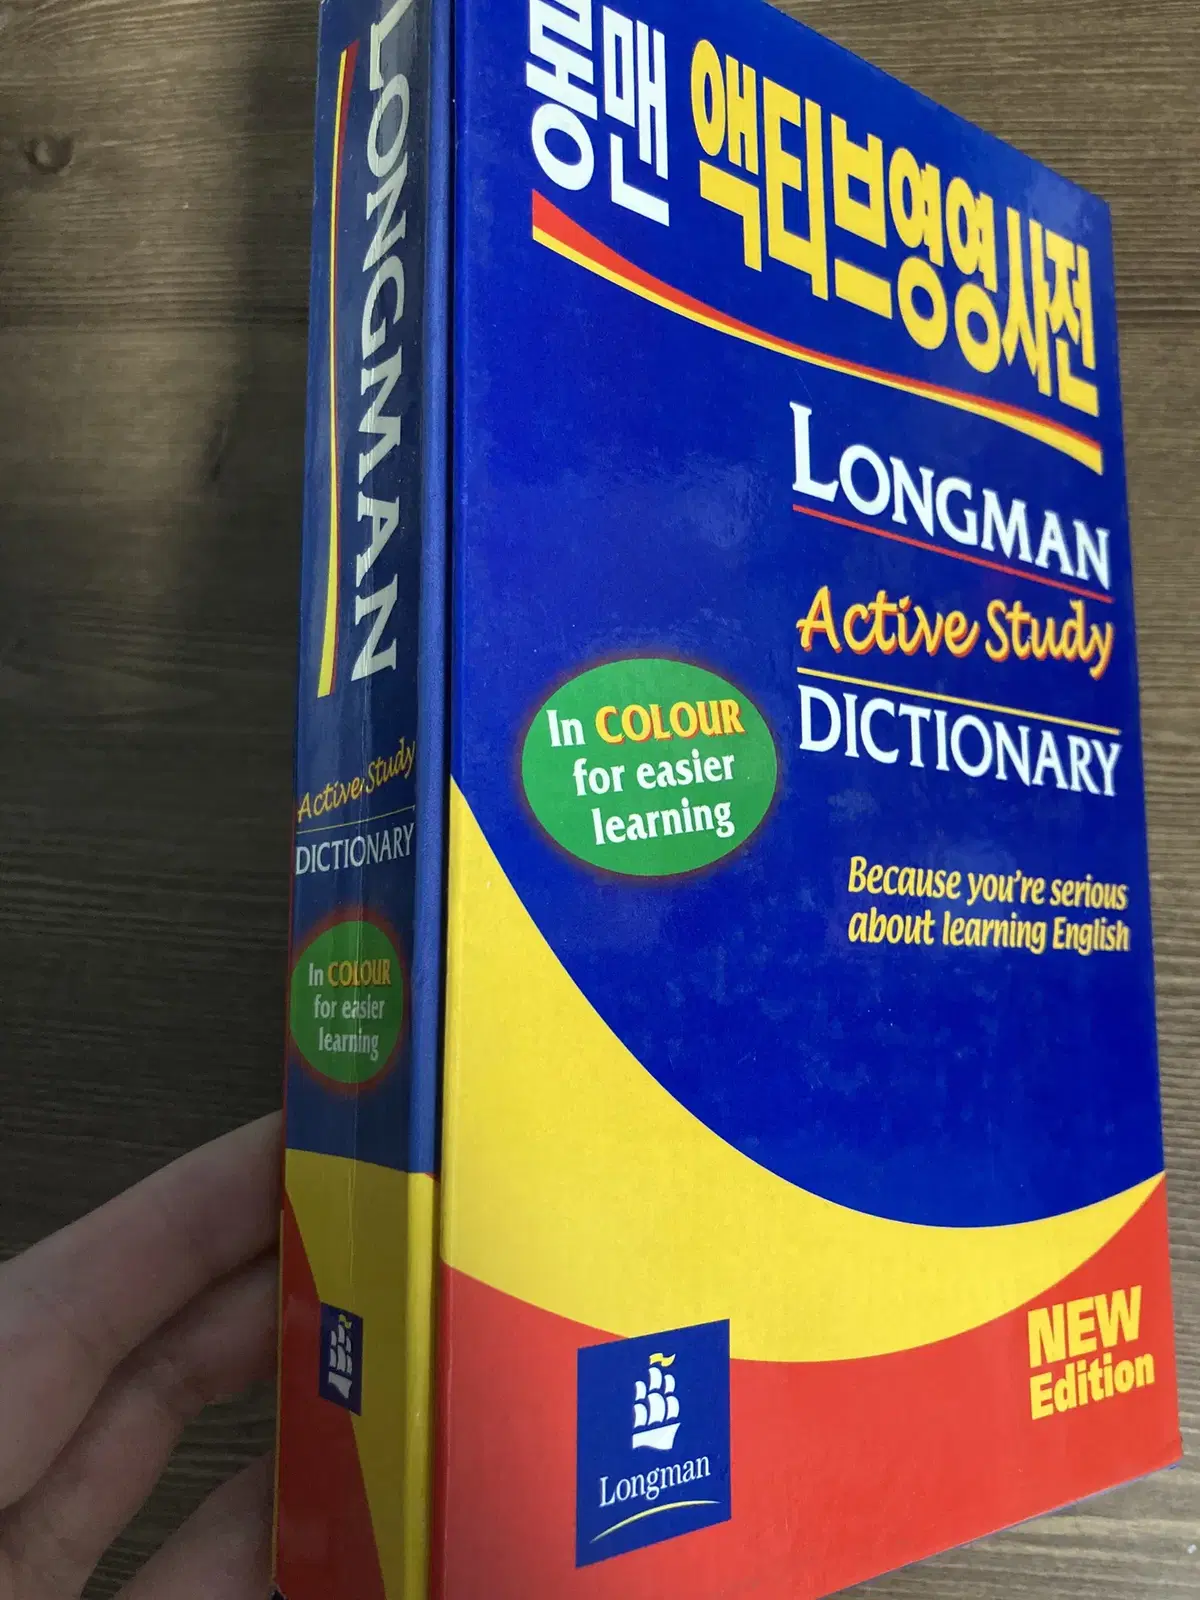 LONGMAN
Active Study
DICTIONARY
In COLOUR
for easier
learning
롱맨 액티브영영사전
LONGMAN
Active Study
DICTIONARY
In COLOUR
for easier
learning
Because you're serious
about learning English
NEW
Edition
Longman